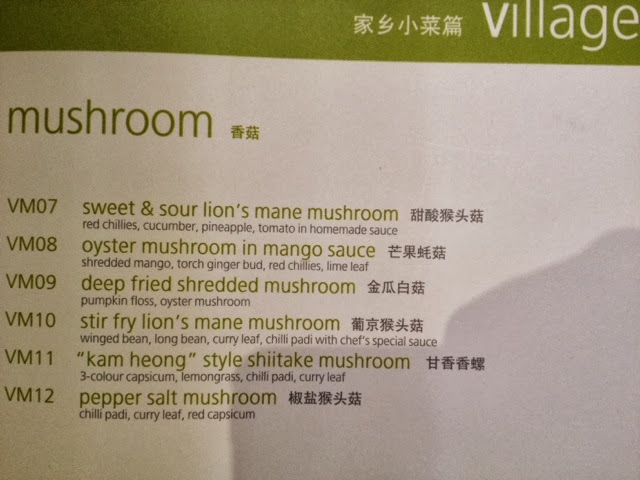 家乡小菜篇 village
mushroom 香菇
VM07 sweet & sour lion's mane mushroom 甜酸猴头菇
red chillies, cucumber, pineapple, tomato in homemade sauce
VM08 oyster mushroom in mango sauce 芒果蚝菇
shredded mango, torch ginger bud, red chillies, lime leaf
VM09 deep fried shredded mushroom 金瓜白菇
pumpkin floss, oyster mushroom
VM10 stir fry lion's mane mushroom 葡京猴头菇
winged bean, long bean, curry leaf, chilli padi with chef's special sauce
VM11 "kam heong" style shiitake mushroom 甘香香螺
3-colour capsicum, lemongrass, chilli padi, curry leaf
VM12 pepper salt mushroom 椒盐猴头菇
chilli padi, curry leaf, red capsicum